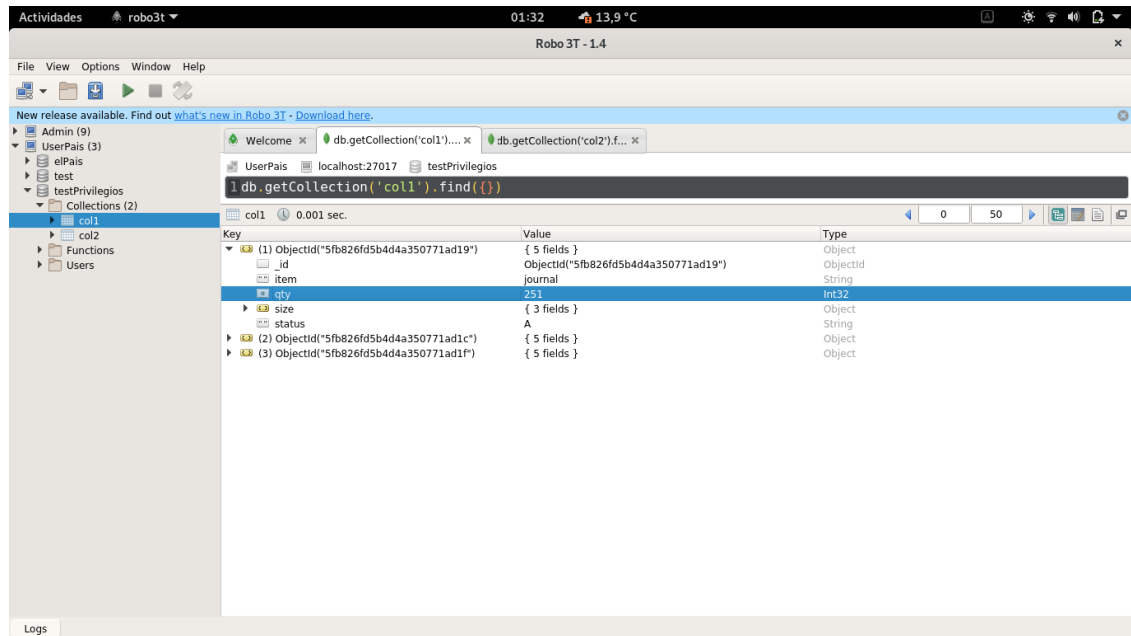 Actividades robo3t 01:32 13,9 °C A
Robo 3T - 1.4
File View Options Window Help
New release available. Find out what's new in Robo 3T - Download here.
Admin (9)
UserPais (3)
elPais
test
testPrivilegios
Collections (2)
col1
col2
Functions
Users
Welcome db.getCollection('col1').... db.getCollection('col2').f...
UserPais localhost:27017 testPrivilegios
1 db.getCollection('col1').find({})
col1 0.001 sec. 0 50
Key Value Type
(1) ObjectId("5fb826fd5b4d4a350771ad19") { 5 fields } Object
_id ObjectId("5fb826fd5b4d4a350771ad19") ObjectId
item journal String
qty 251 Int32
size { 3 fields } Object
status A String
(2) ObjectId("5fb826fd5b4d4a350771ad1c") { 5 fields } Object
(3) ObjectId("5fb826fd5b4d4a350771ad1f") { 5 fields } Object
Logs